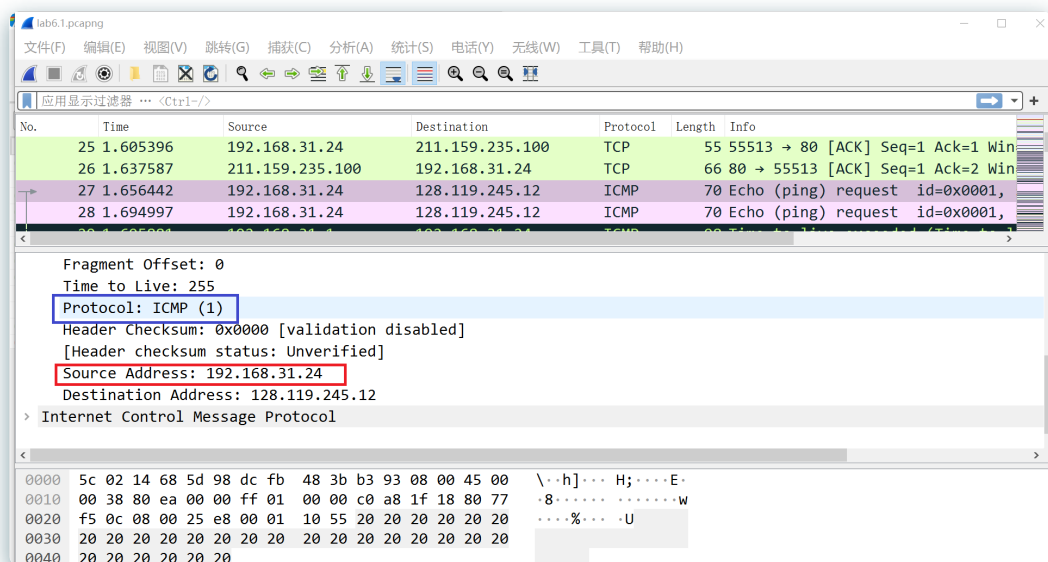 lab6.1.pcapng
文件(F) 编辑(E) 视图(V) 跳转(G) 捕获(C) 分析(A) 统计(S) 电话(Y) 无线(W) 工具(T) 帮助(H)
应用显示过滤器 … <Ctrl-/>
No. Time Source Destination Protocol Length Info
25 1.605396 192.168.31.24 211.159.235.100 TCP 55 55513 → 80 [ACK] Seq=1 Ack=1 Win
26 1.637587 211.159.235.100 192.168.31.24 TCP 66 80 → 55513 [ACK] Seq=1 Ack=2 Win
27 1.656442 192.168.31.24 128.119.245.12 ICMP 70 Echo (ping) request id=0x0001,
28 1.694997 192.168.31.24 128.119.245.12 ICMP 70 Echo (ping) request id=0x0001,
Fragment Offset: 0
Time to Live: 255
Protocol: ICMP (1)
Header Checksum: 0x0000 [validation disabled]
[Header checksum status: Unverified]
Source Address: 192.168.31.24
Destination Address: 128.119.245.12
Internet Control Message Protocol
0000 5c 02 14 68 5d 98 dc fb 48 3b b3 93 08 00 45 00 \··h]··· H;····E·
0010 00 38 80 ea 00 00 ff 01 00 00 c0 a8 1f 18 80 77 ·8······ ·······w
0020 f5 0c 08 00 25 e8 00 01 10 55 20 20 20 20 20 20 ····%··· ·U
0030 20 20 20 20 20 20 20 20 20 20 20 20 20 20 20 20
0040 20 20 20 20 20 20